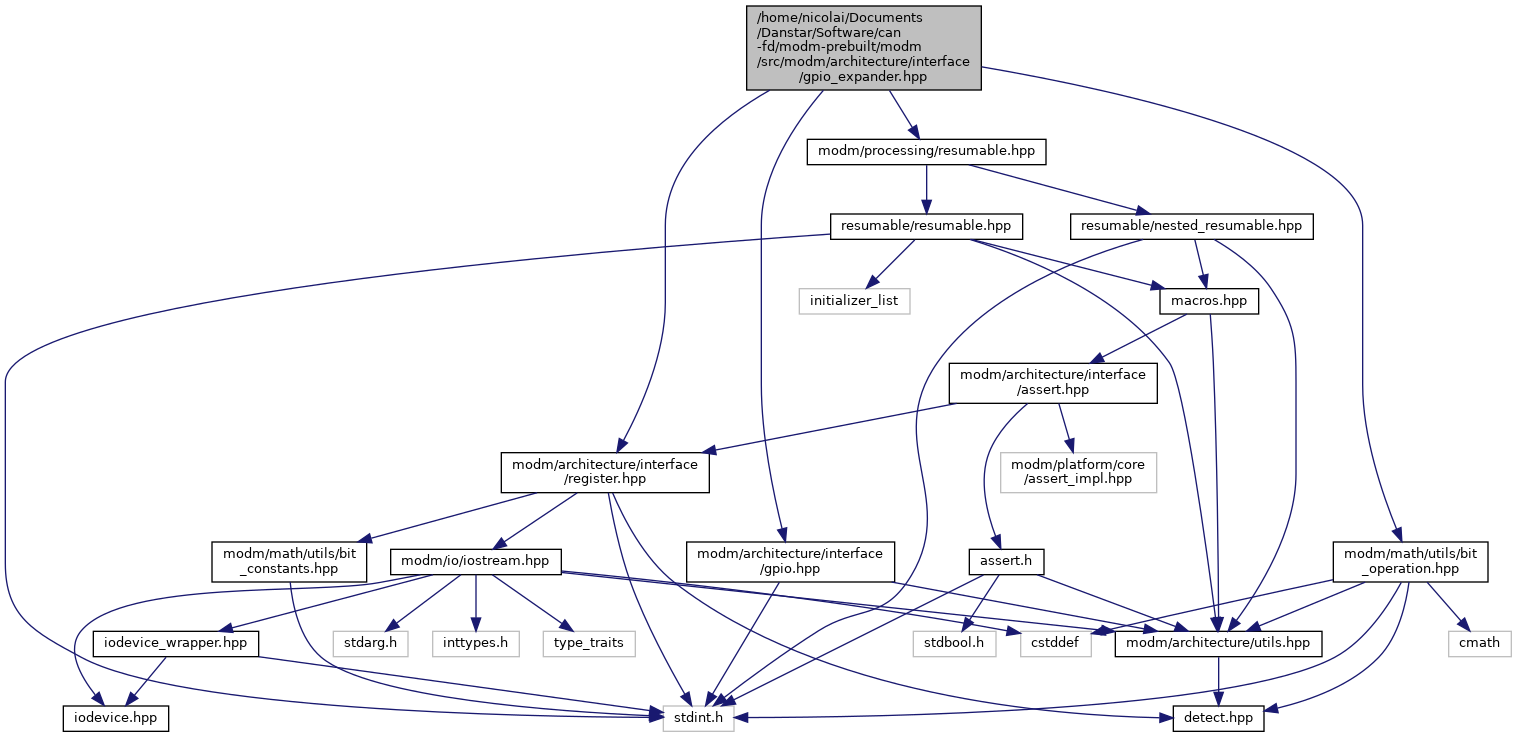 /home/nicolai/Documents
/Danstar/Software/can
-fd/modm-prebuilt/modm
/src/modm/architecture/interface
/gpio_expander.hpp
modm/processing/resumable.hpp
resumable/resumable.hpp
resumable/nested_resumable.hpp
initializer_list
macros.hpp
modm/architecture/interface
/assert.hpp
modm/architecture/interface
/register.hpp
modm/platform/core
/assert_impl.hpp
modm/math/utils/bit
_constants.hpp
modm/io/iostream.hpp
modm/architecture/interface
/gpio.hpp
assert.h
modm/math/utils/bit
_operation.hpp
iodevice_wrapper.hpp
stdarg.h
inttypes.h
type_traits
stdbool.h
cstddef
modm/architecture/utils.hpp
cmath
iodevice.hpp
stdint.h
detect.hpp